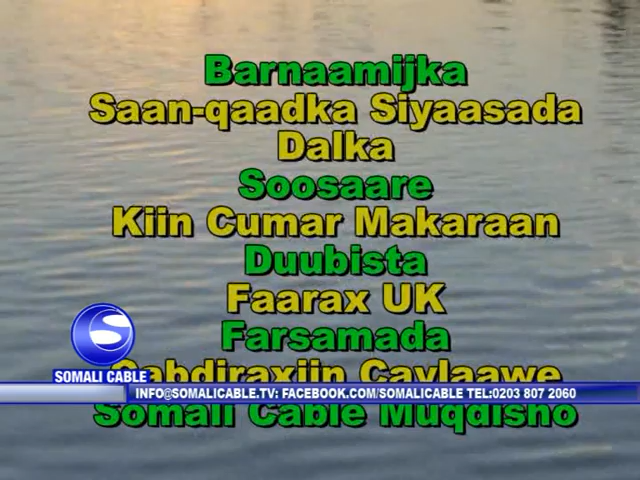 Barnaamijka
Saan-qaadka Siyaasada
Dalka
Soosaare
Kiin Cumar Makaraan
Duubista
Faarax UK
Farsamada
Cabdiraxiin Caylaawe
S
SOMALI CABLE
INFO@SOMALICABLE.TV: FACEBOOK.COM/SOMALICABLE TEL:0203 807 2060
Somali Cable Muqdisho